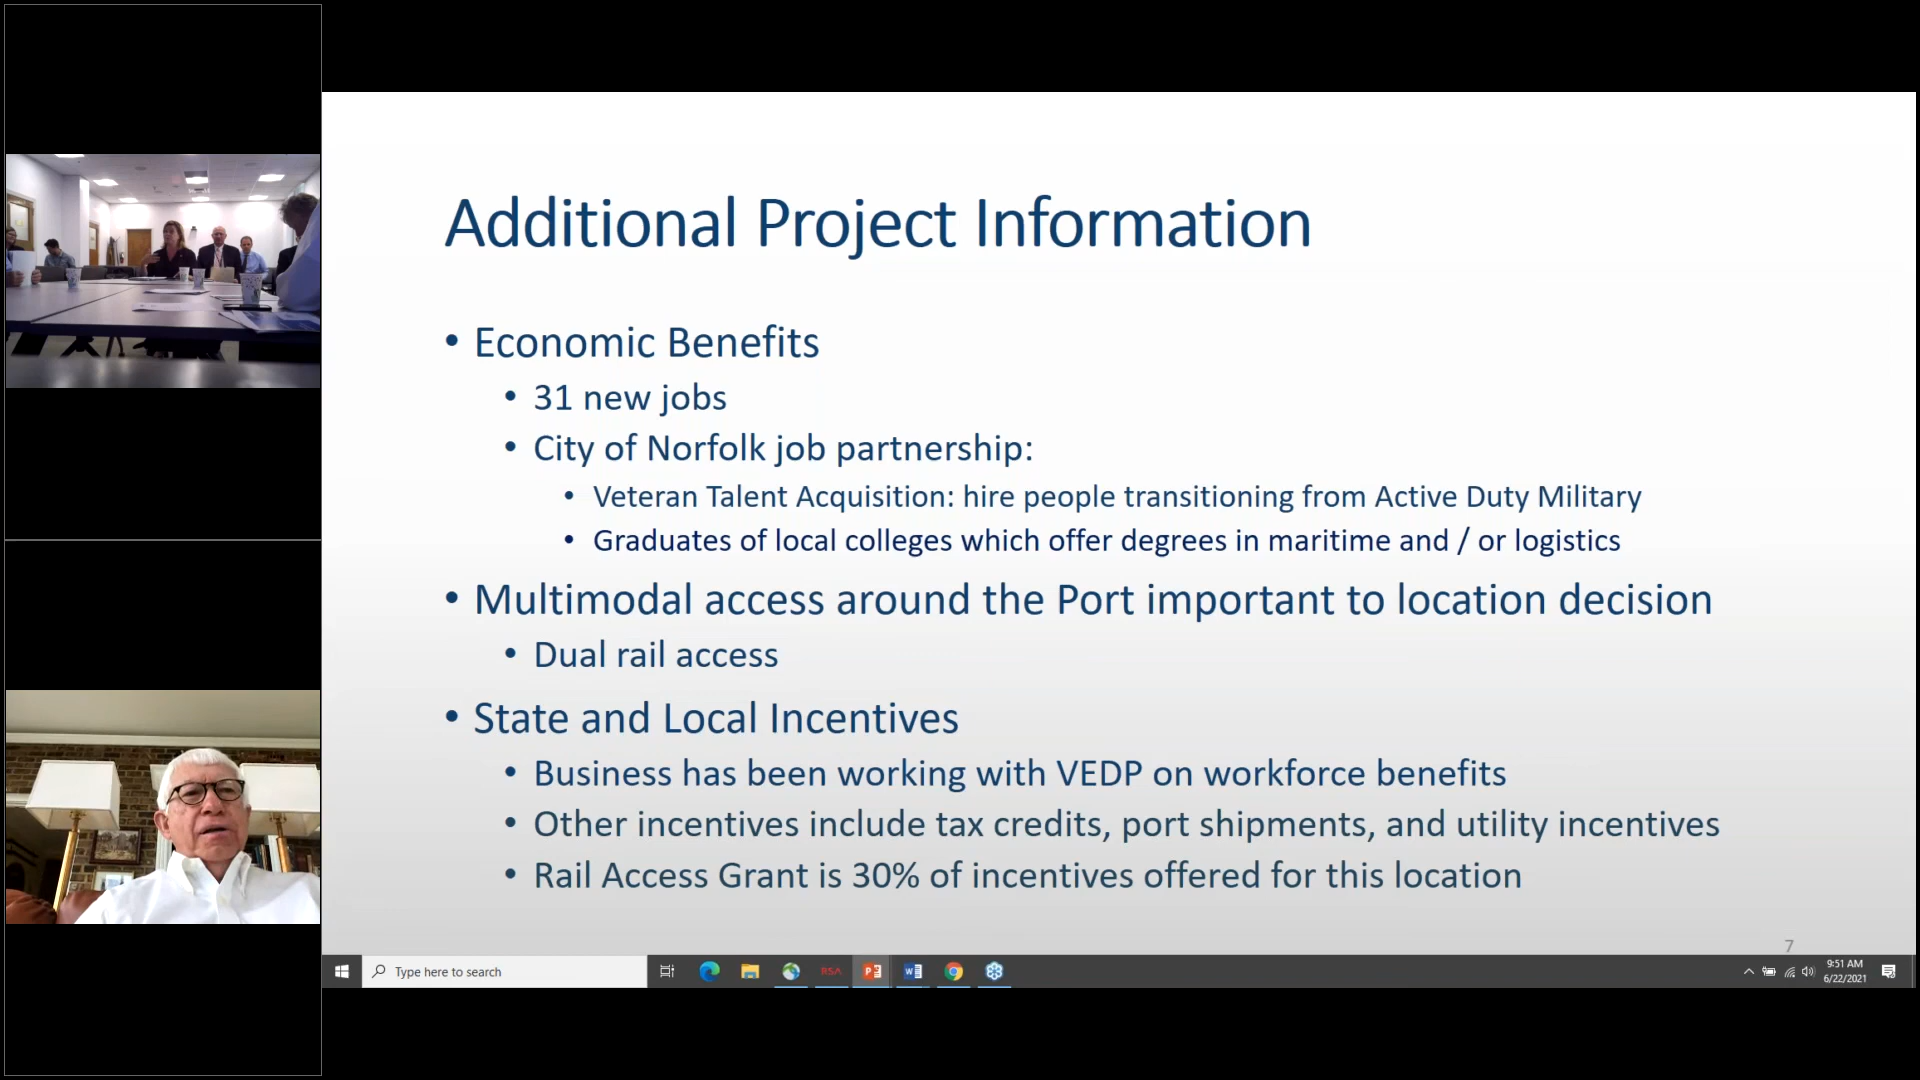 Additional Project Information
• Economic Benefits
• 31 new jobs
• City of Norfolk job partnership:
• Veteran Talent Acquisition: hire people transitioning from Active Duty Military
• Graduates of local colleges which offer degrees in maritime and / or logistics
• Multimodal access around the Port important to location decision
• Dual rail access
• State and Local Incentives
• Business has been working with VEDP on workforce benefits
• Other incentives include tax credits, port shipments, and utility incentives
• Rail Access Grant is 30% of incentives offered for this location
7
Type here to search
RSA
9:51 AM
6/22/2021